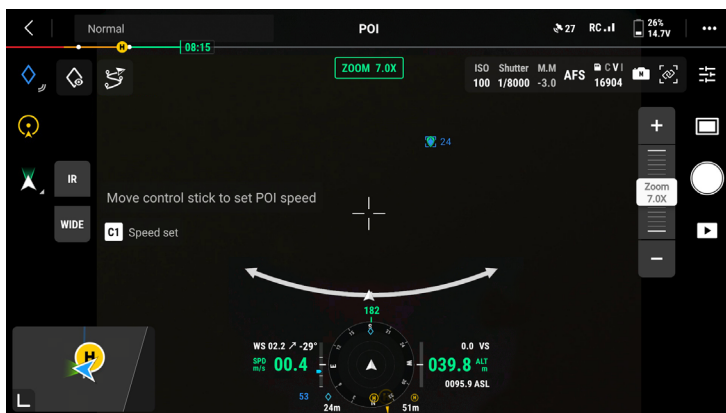 Normal
POI
27 RC
26%
14.7V
H
08:15
ZOOM 7.0X
ISO Shutter M.M AFS C V I
100 1/8000 -3.0 16904
24
IR
WIDE
Move control stick to set POI speed
C1 Speed set
+
Zoom
7.0X
−
182
WS 02.2 ↗ -29°
0.0 VS
SPD
m/s
00.4
039.8
ALT
m
0095.9 ASL
E
W
53
24m
H
51m
H
L